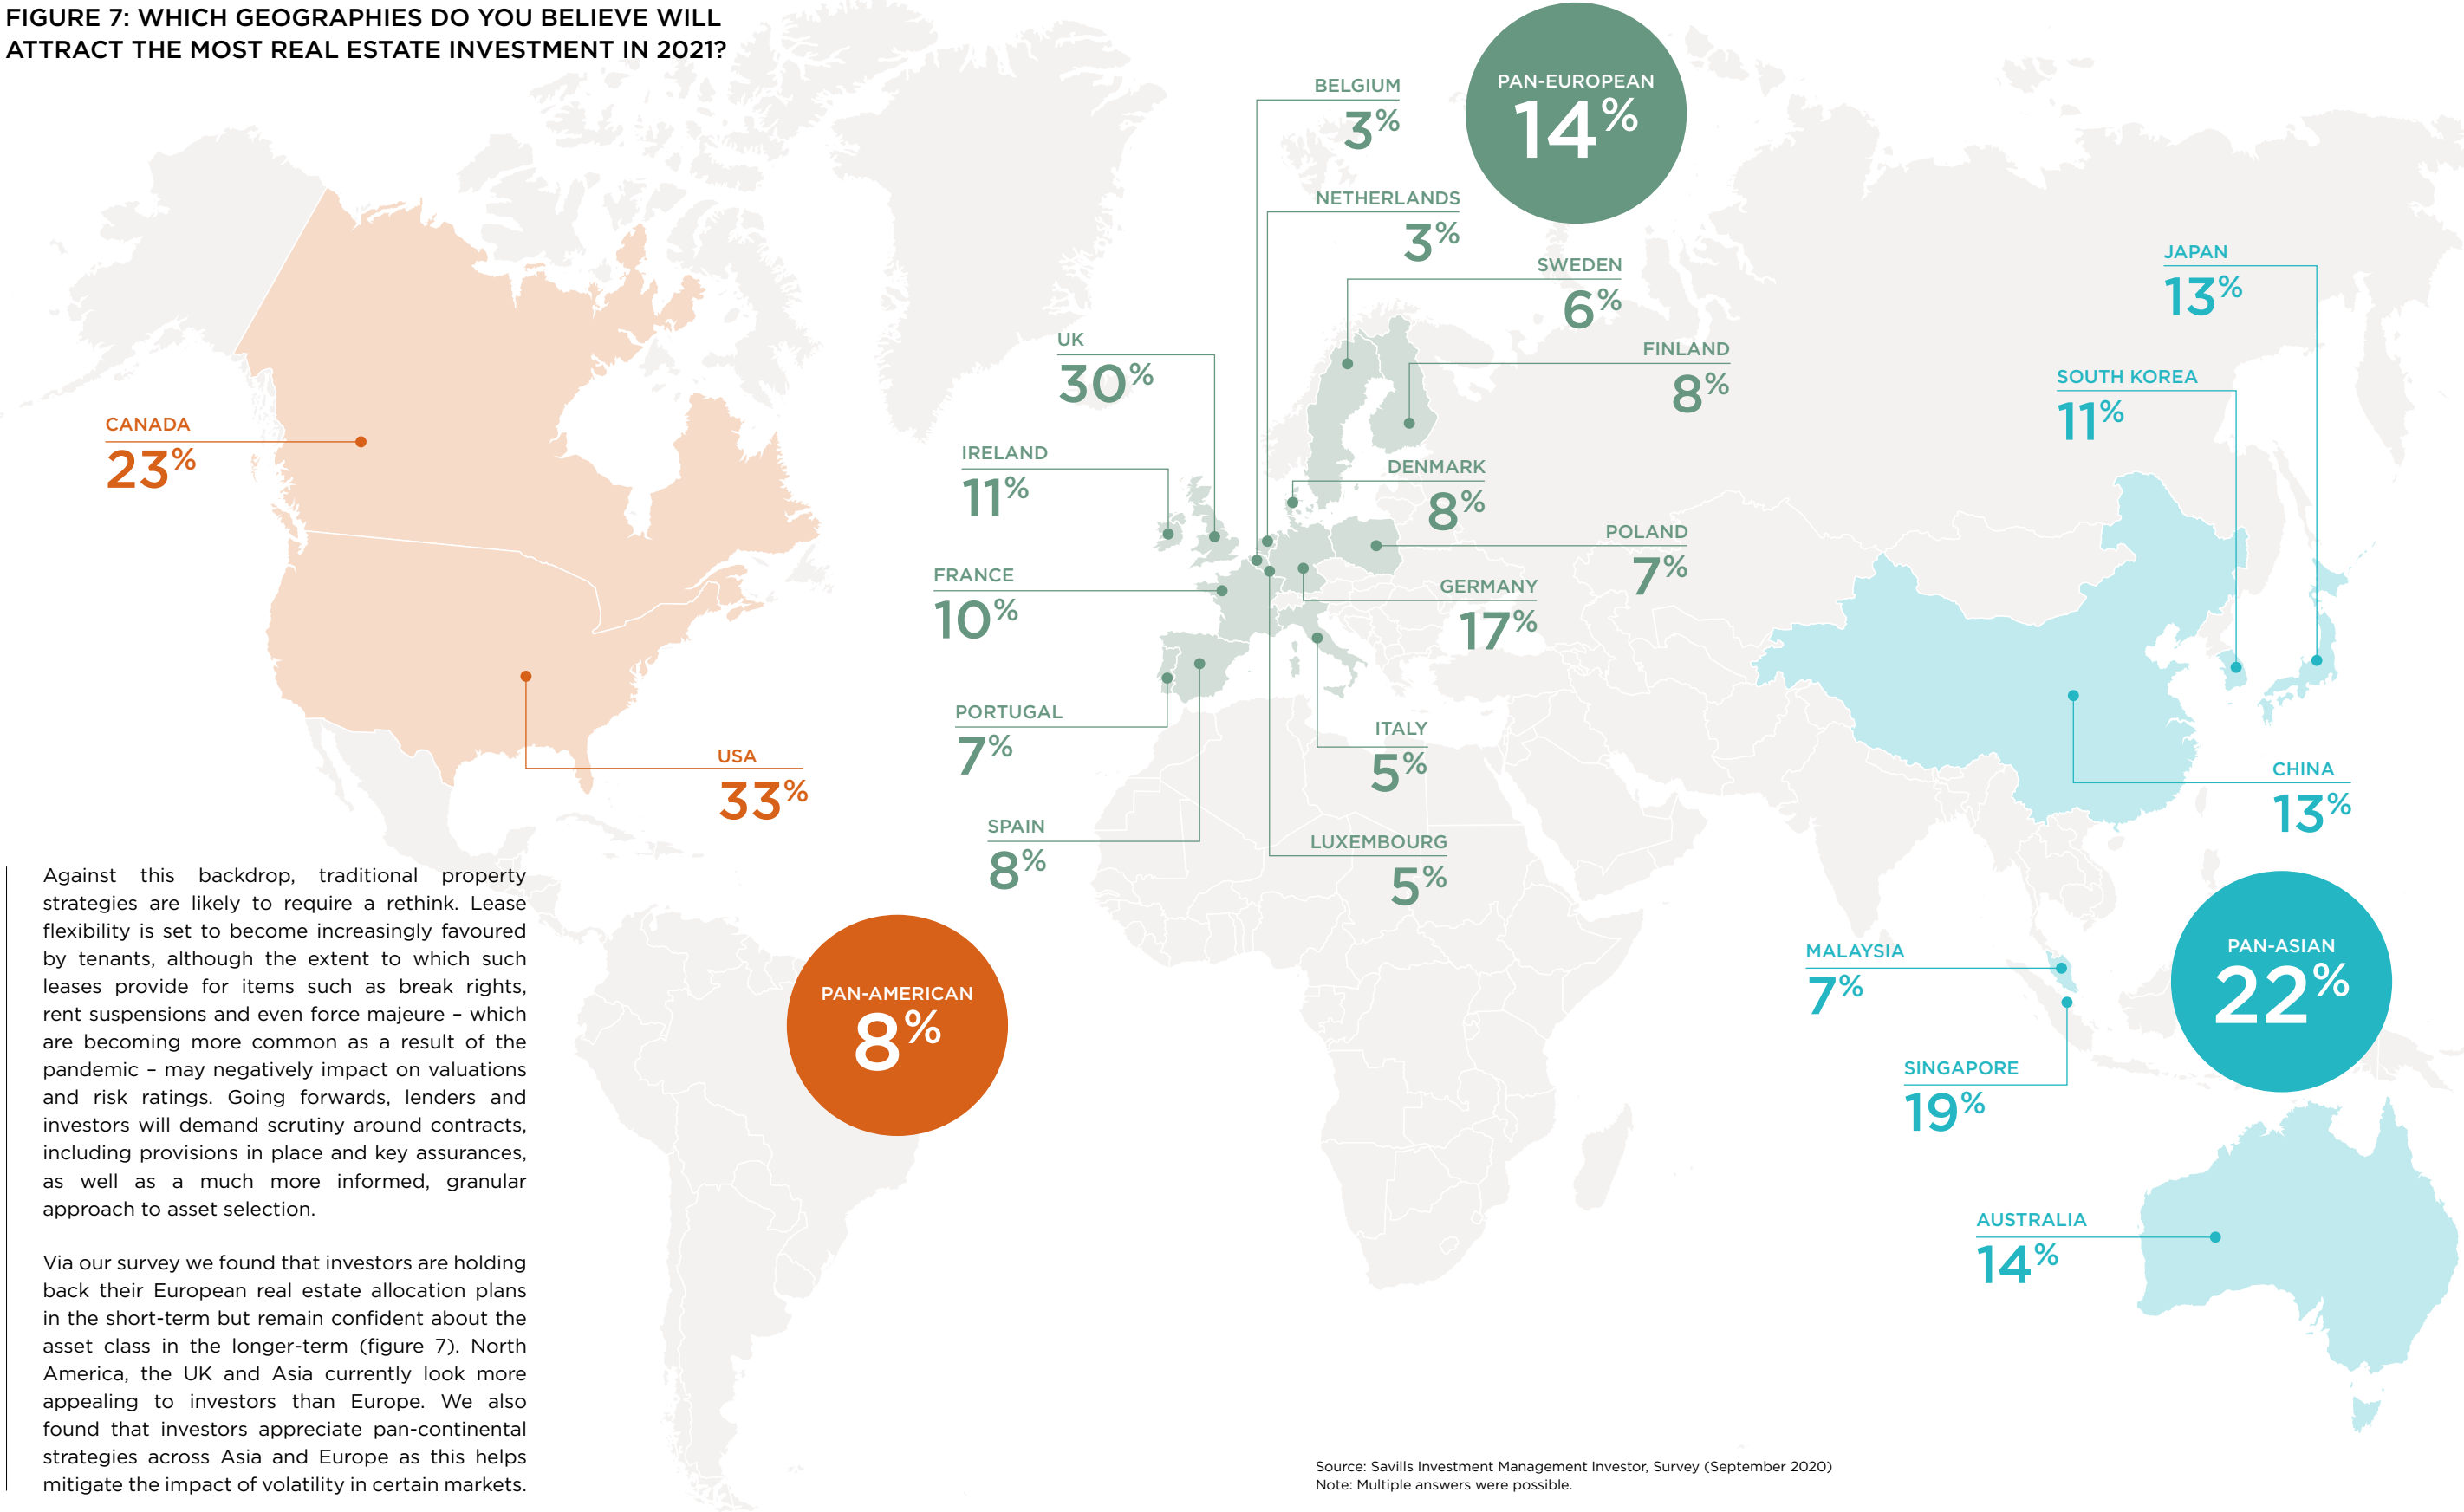 FIGURE 7: WHICH GEOGRAPHIES DO YOU BELIEVE WILL
ATTRACT THE MOST REAL ESTATE INVESTMENT IN 2021?
CANADA
23%
USA
33%
PAN-AMERICAN
8%
BELGIUM
3%
PAN-EUROPEAN
14%
NETHERLANDS
3%
SWEDEN
6%
UK
30%
FINLAND
8%
IRELAND
11%
DENMARK
8%
POLAND
7%
FRANCE
10%
GERMANY
17%
PORTUGAL
7%
ITALY
5%
SPAIN
8%
LUXEMBOURG
5%
JAPAN
13%
SOUTH KOREA
11%
CHINA
13%
MALAYSIA
7%
PAN-ASIAN
22%
SINGAPORE
19%
AUSTRALIA
14%
Against this backdrop, traditional property
strategies are likely to require a rethink. Lease
flexibility is set to become increasingly favoured
by tenants, although the extent to which such
leases provide for items such as break rights,
rent suspensions and even force majeure – which
are becoming more common as a result of the
pandemic – may negatively impact on valuations
and risk ratings. Going forwards, lenders and
investors will demand scrutiny around contracts,
including provisions in place and key assurances,
as well as a much more informed, granular
approach to asset selection.
Via our survey we found that investors are holding
back their European real estate allocation plans
in the short-term but remain confident about the
asset class in the longer-term (figure 7). North
America, the UK and Asia currently look more
appealing to investors than Europe. We also
found that investors appreciate pan-continental
strategies across Asia and Europe as this helps
mitigate the impact of volatility in certain markets.
Source: Savills Investment Management Investor, Survey (September 2020)
Note: Multiple answers were possible.